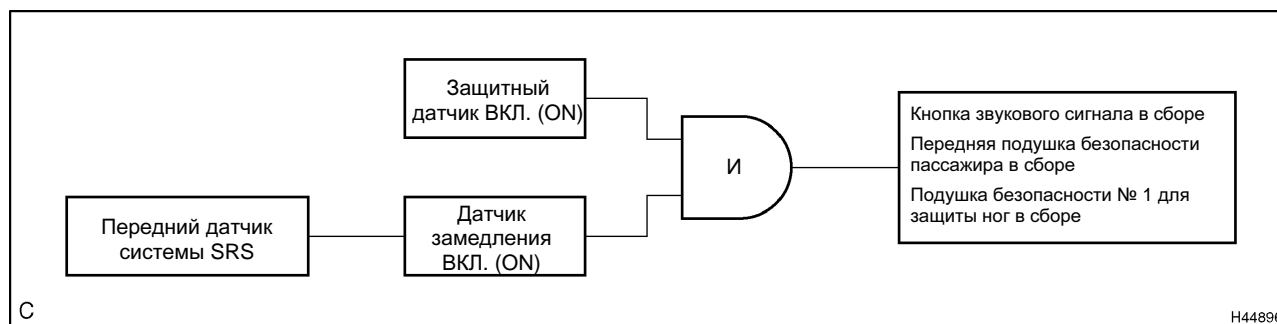 Защитный
датчик ВКЛ. (ON)
Передний датчик
системы SRS
Датчик
замедления
ВКЛ. (ON)
И
Кнопка звукового сигнала в сборе
Передняя подушка безопасности
пассажира в сборе
Подушка безопасности № 1 для
защиты ног в сборе
C
H44896